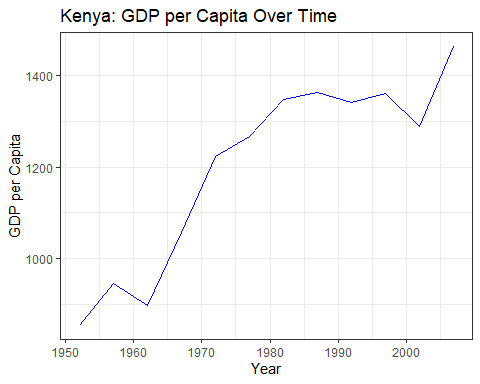 Kenya: GDP per Capita Over Time
GDP per Capita
1400
1200
1000
1950 1960 1970 1980 1990 2000
Year